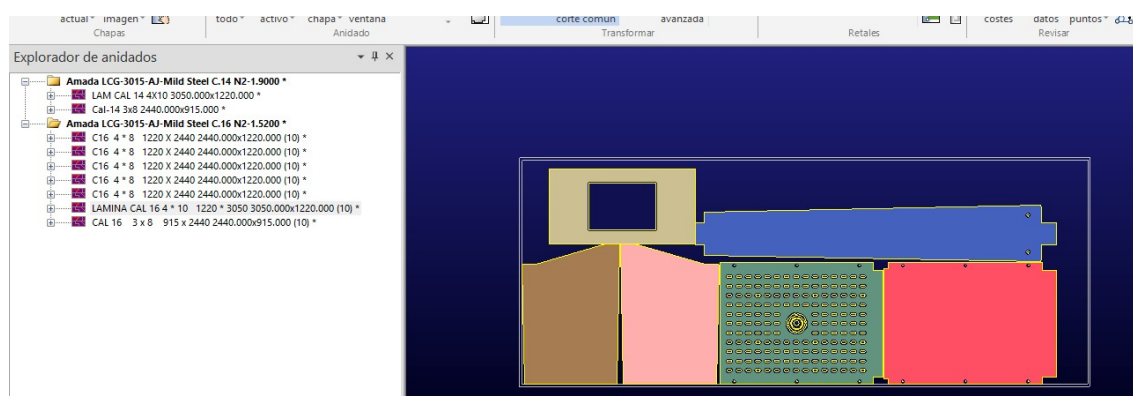 actual imagen todo activo chapa ventana corte común avanzada costes datos puntos
Chapas Anidado Transformar Retales Revisar
Explorador de anidados
Amada LCG-3015-AJ-Mild Steel C.14 N2-1.9000 *
LAM CAL 14 4X10 3050.000x1220.000 *
Cal-14 3x8 2440.000x915.000 *
Amada LCG-3015-AJ-Mild Steel C.16 N2-1.5200 *
C16 4 * 8 1220 X 2440 2440.000x1220.000 (10) *
C16 4 * 8 1220 X 2440 2440.000x1220.000 (10) *
C16 4 * 8 1220 X 2440 2440.000x1220.000 (10) *
C16 4 * 8 1220 X 2440 2440.000x1220.000 (10) *
C16 4 * 8 1220 X 2440 2440.000x1220.000 (10) *
LAMINA CAL 16 4 * 10 1220 * 3050 3050.000x1220.000 (10) *
CAL 16 3 x 8 915 x 2440 2440.000x915.000 (10) *